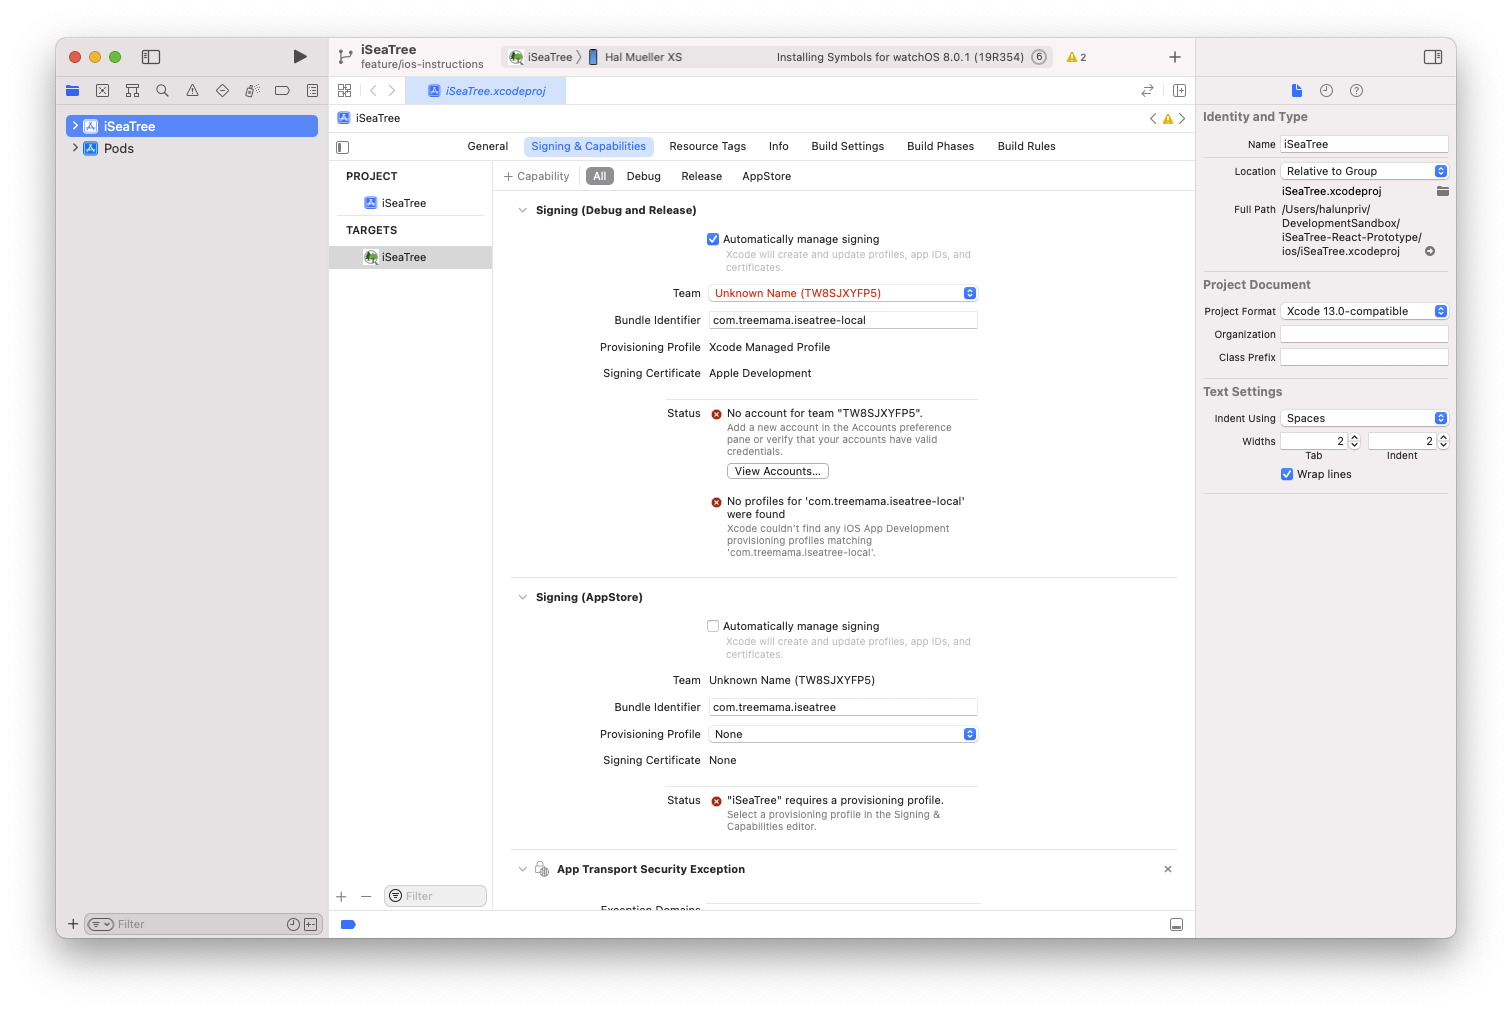 iSeaTree
feature/ios-instructions
iSeaTree
Hal Mueller XS
Installing Symbols for watchOS 8.0.1 (19R354)
6
2
iSeaTree.xcodeproj
iSeaTree
Pods
iSeaTree
General
Signing & Capabilities
Resource Tags
Info
Build Settings
Build Phases
Build Rules
PROJECT
iSeaTree
TARGETS
iSeaTree
+ Capability
All
Debug
Release
AppStore
Signing (Debug and Release)
Automatically manage signing
Xcode will create and update profiles, app IDs, and
certificates.
Team
Unknown Name (TW8SJXYFP5)
Bundle Identifier
com.treemama.iseatree-local
Provisioning Profile
Xcode Managed Profile
Signing Certificate
Apple Development
Status
No account for team "TW8SJXYFP5".
Add a new account in the Accounts preference
pane or verify that your accounts have valid
credentials.
View Accounts...
No profiles for 'com.treemama.iseatree-local'
were found
Xcode couldn't find any iOS App Development
provisioning profiles matching
'com.treemama.iseatree-local'.
Signing (AppStore)
Automatically manage signing
Xcode will create and update profiles, app IDs, and
certificates.
Team
Unknown Name (TW8SJXYFP5)
Bundle Identifier
com.treemama.iseatree
Provisioning Profile
None
Signing Certificate
None
Status
"iSeaTree" requires a provisioning profile.
Select a provisioning profile in the Signing &
Capabilities editor.
App Transport Security Exception
Exception Domains
Filter
Filter
Identity and Type
Name
iSeaTree
Location
Relative to Group
iSeaTree.xcodeproj
Full Path
/Users/halunpriv/
DevelopmentSandbox/
iSeaTree-React-Prototype/
ios/iSeaTree.xcodeproj
Project Document
Project Format
Xcode 13.0-compatible
Organization
Class Prefix
Text Settings
Indent Using
Spaces
Widths
2
2
Tab
Indent
Wrap lines